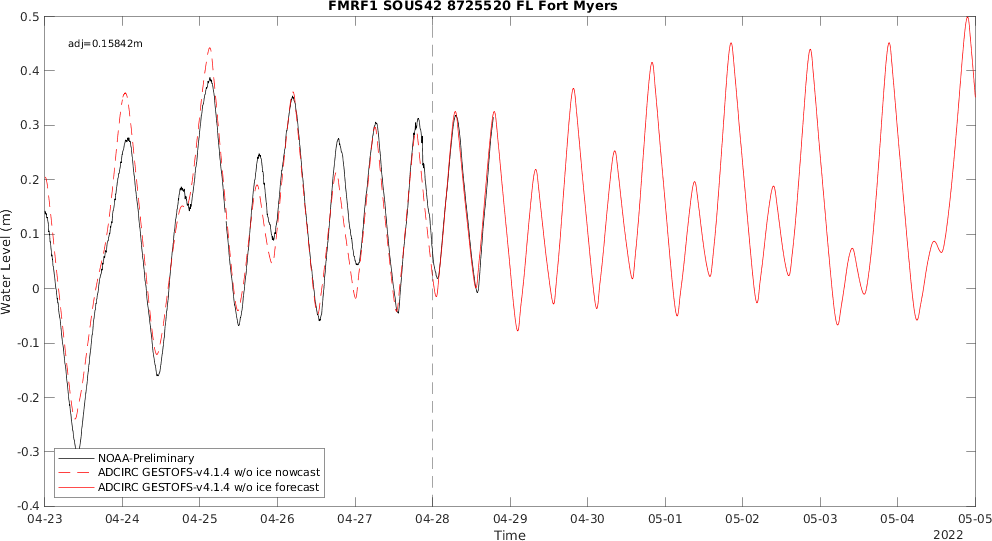 FMRF1 SOUS42 8725520 FL Fort Myers
adj=0.15842m
0.5
0.4
0.3
0.2
0.1
0
-0.1
-0.2
-0.3
-0.4
Water Level (m)
NOAA-Preliminary
ADCIRC GESTOFS-v4.1.4 w/o ice nowcast
ADCIRC GESTOFS-v4.1.4 w/o ice forecast
04-23 04-24 04-25 04-26 04-27 04-28 04-29 04-30 05-01 05-02 05-03 05-04 05-05
Time
2022